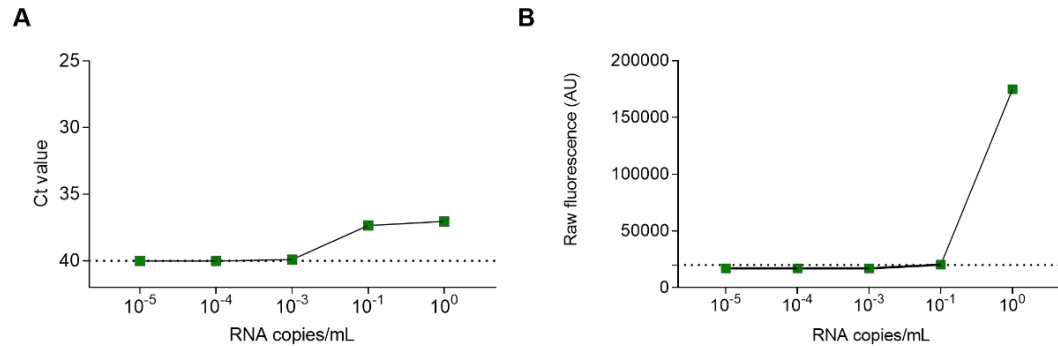 A
Ct value
25
30
35
40
10⁻⁵ 10⁻⁴ 10⁻³ 10⁻¹ 10⁰
RNA copies/mL
B
Raw fluorescence (AU)
200000
150000
100000
50000
0
10⁻⁵ 10⁻⁴ 10⁻³ 10⁻¹ 10⁰
RNA copies/mL